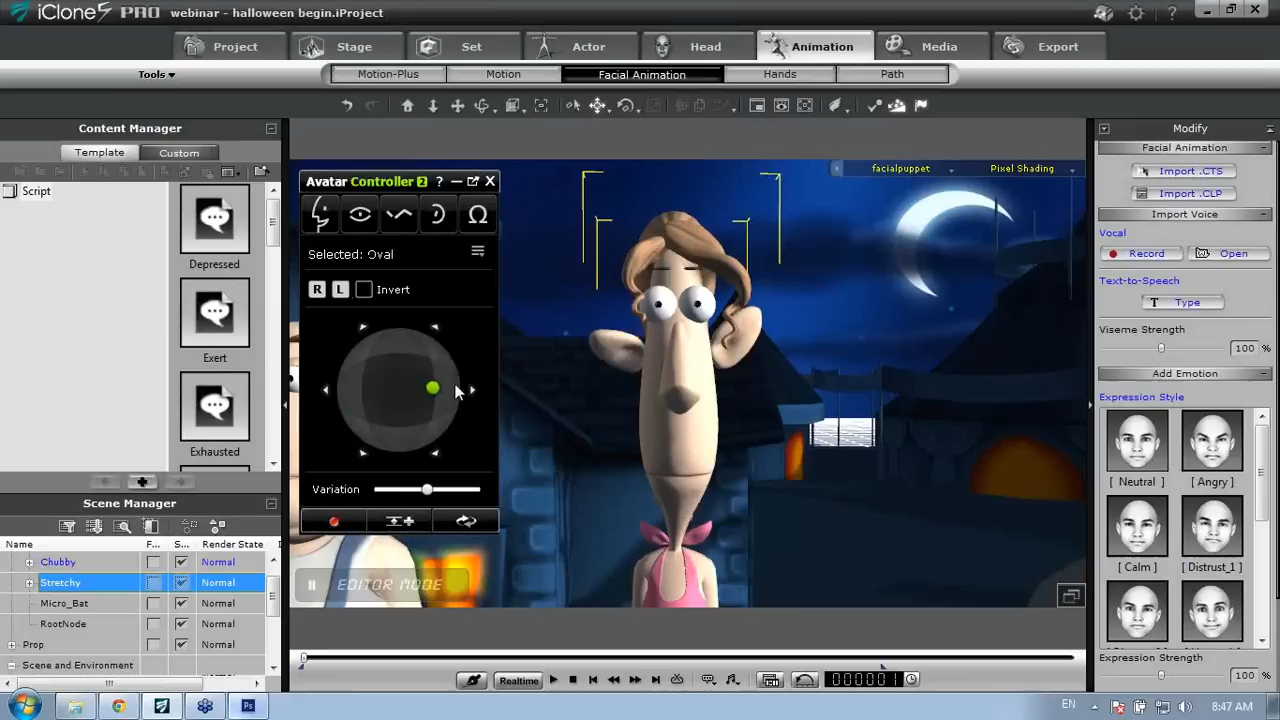 iClone5 PRO webinar - halloween begin.iProject
Project Stage Set Actor Head Animation Media Export
Tools Motion-Plus Motion Facial Animation Hands Path
Content Manager
Template Custom
Script
Depressed
Exert
Exhausted
Scene Manager
Name F... S... Render State
Chubby Normal
Stretchy Normal
Micro_Bat Normal
RootNode Normal
Prop Normal
Scene and Environment Normal
facialpuppet Pixel Shading
Avatar Controller 2 ?
Selected: Oval
R L Invert
Variation
EDITOR MODE
Realtime 000001
Modify
Facial Animation
Import .CTS
Import .CLP
Import Voice
Vocal
Record Open
Text-to-Speech
T Type
Viseme Strength
100
Add Emotion
Expression Style
[ Neutral ] [ Angry ]
[ Calm ] [ Distrust_1 ]
Expression Strength
100
EN 8:47 AM